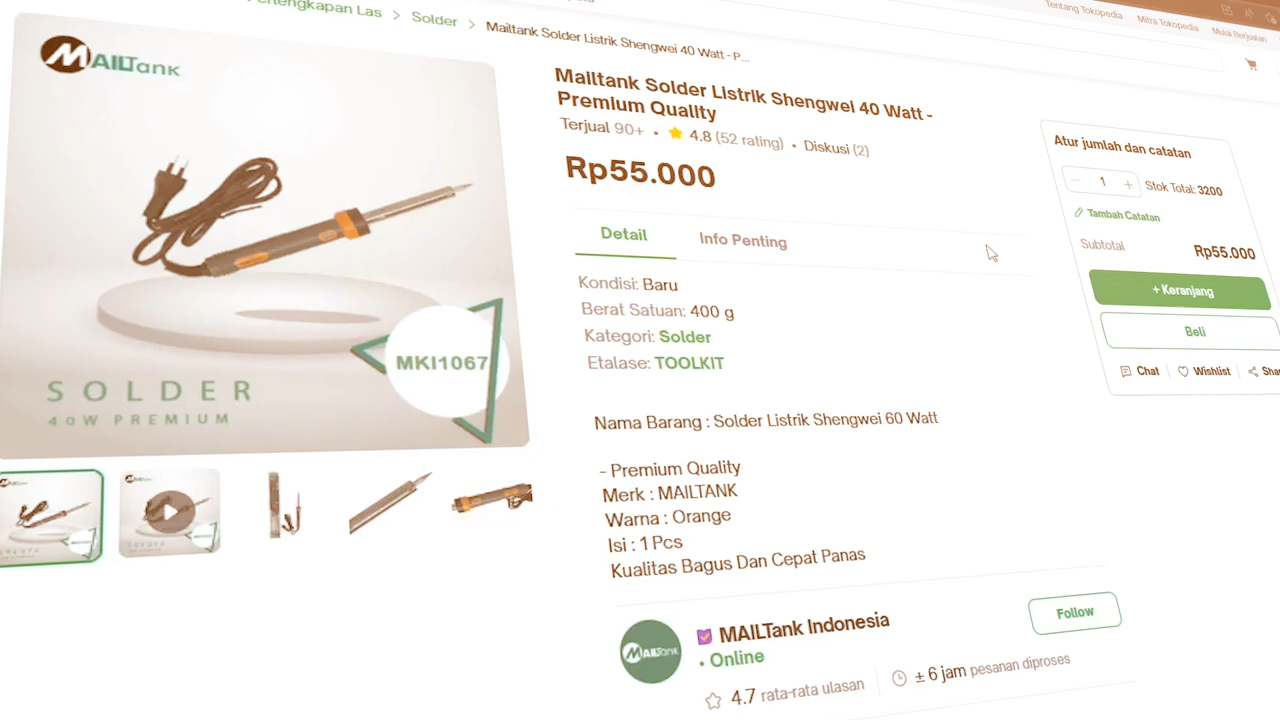 Tentang Tokopedia Mitra Tokopedia Mulai Berjualan
Perlengkapan Las > Solder > Mailtank Solder Listrik Shengwei 40 Watt - P...
MAILTank
Mailtank Solder Listrik Shengwei 40 Watt -
Premium Quality
Terjual 90+ • 4.8 (52 rating) • Diskusi (2)
Rp55.000
Detail Info Penting
Kondisi: Baru
Berat Satuan: 400 g
Kategori: Solder
Etalase: TOOLKIT
Nama Barang : Solder Listrik Shengwei 60 Watt
- Premium Quality
Merk : MAILTANK
Warna : Orange
Isi : 1 Pcs
Kualitas Bagus Dan Cepat Panas
MKI1067
SOLDER
40W PREMIUM
Atur jumlah dan catatan
1 Stok Total: 3200
Tambah Catatan
Subtotal Rp55.000
+ Keranjang
Beli
Chat Wishlist
MAILTank
MAILTank Indonesia
• Online
Follow
4.7 rata-rata ulasan ± 6 jam pesanan diproses